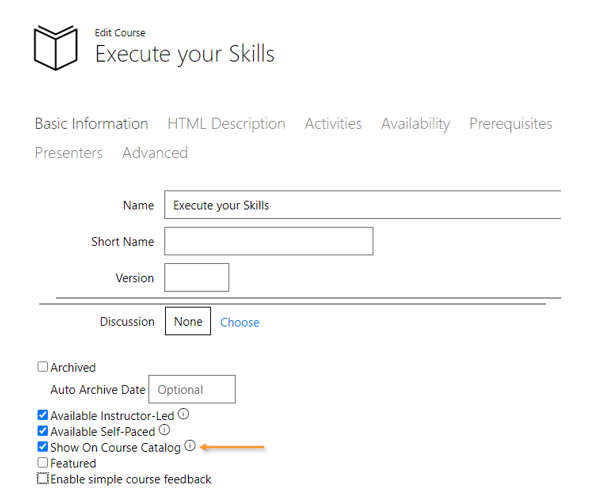 Edit Course
Execute your Skills
Basic Information HTML Description Activities Availability Prerequisites
Presenters Advanced
Name Execute your Skills
Short Name
Version
Discussion None Choose
Archived
Auto Archive Date Optional
Available Instructor-Led
Available Self-Paced
Show On Course Catalog
Featured
Enable simple course feedback